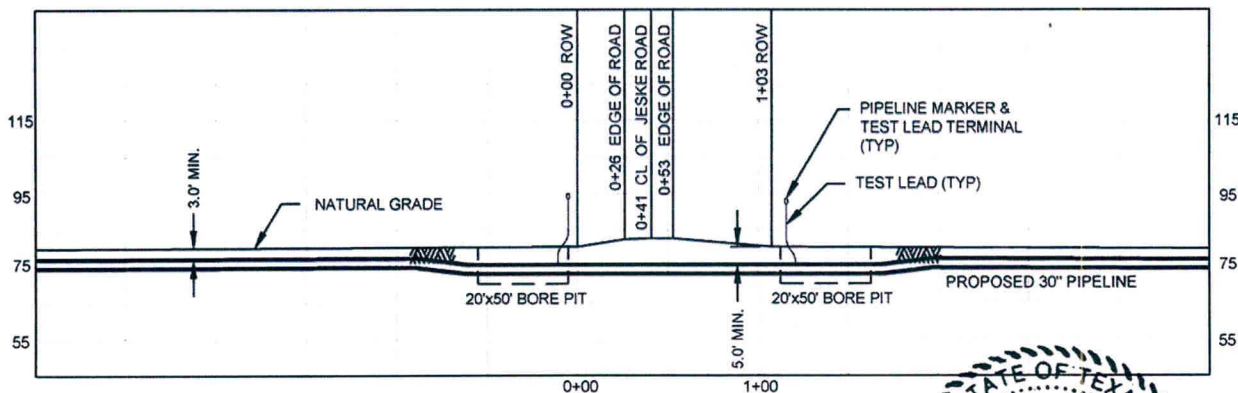 0+00 ROW
0+26 EDGE OF ROAD
0+41 CL OF JESKE ROAD
0+53 EDGE OF ROAD
1+03 ROW
115
95
75
55
115
95
75
55
3.0' MIN.
NATURAL GRADE
PIPELINE MARKER &
TEST LEAD TERMINAL
(TYP)
TEST LEAD (TYP)
20'x50' BORE PIT
5.0' MIN.
20'x50' BORE PIT
PROPOSED 30" PIPELINE
0+00
1+00
OF